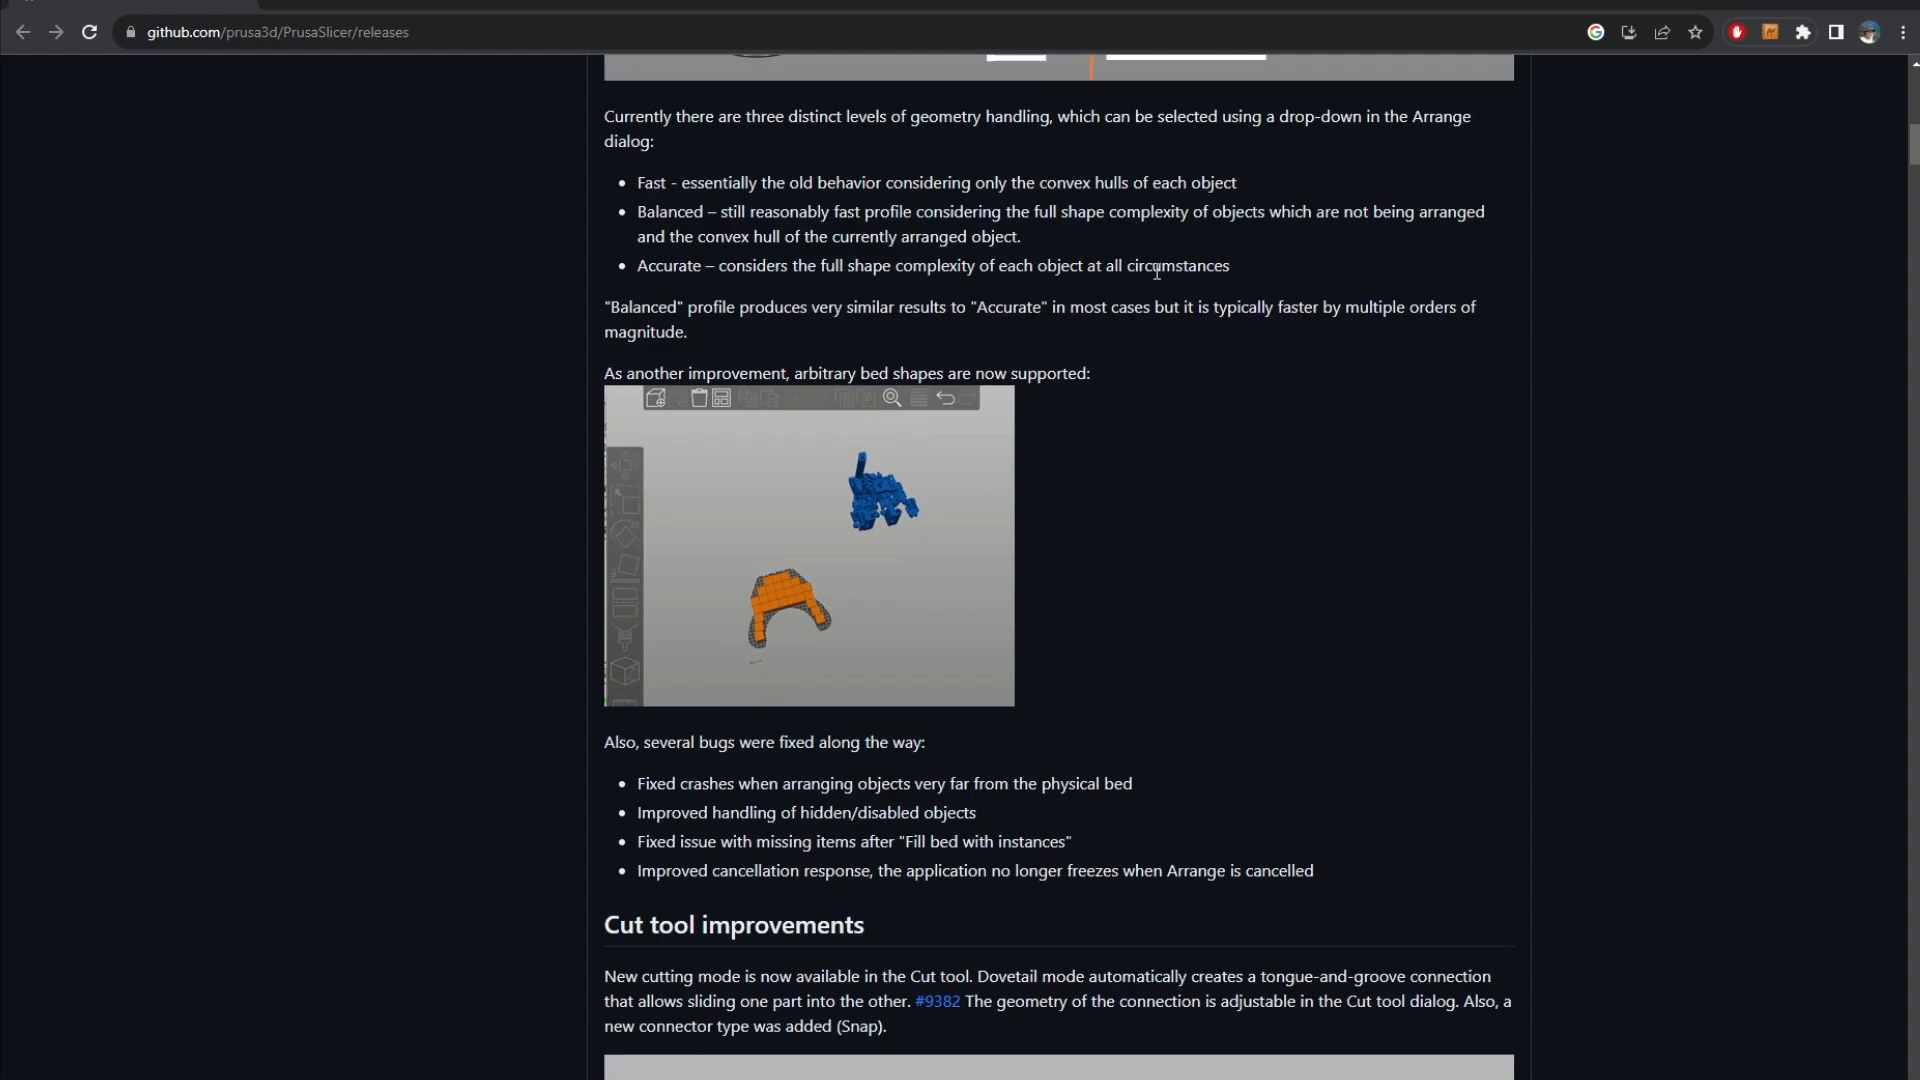 github.com/prusa3d/PrusaSlicer/releases
Currently there are three distinct levels of geometry handling, which can be selected using a drop-down in the Arrange
dialog:
• Fast - essentially the old behavior considering only the convex hulls of each object
• Balanced – still reasonably fast profile considering the full shape complexity of objects which are not being arranged
and the convex hull of the currently arranged object.
• Accurate – considers the full shape complexity of each object at all circumstances
"Balanced" profile produces very similar results to "Accurate" in most cases but it is typically faster by multiple orders of
magnitude.
As another improvement, arbitrary bed shapes are now supported:
Also, several bugs were fixed along the way:
• Fixed crashes when arranging objects very far from the physical bed
• Improved handling of hidden/disabled objects
• Fixed issue with missing items after "Fill bed with instances"
• Improved cancellation response, the application no longer freezes when Arrange is cancelled
Cut tool improvements
New cutting mode is now available in the Cut tool. Dovetail mode automatically creates a tongue-and-groove connection
that allows sliding one part into the other. #9382 The geometry of the connection is adjustable in the Cut tool dialog. Also, a
new connector type was added (Snap).